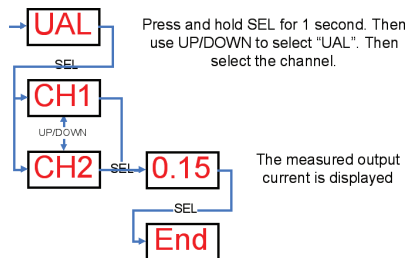 UAL
Press and hold SEL for 1 second. Then
use UP/DOWN to select “UAL”. Then
select the channel.
SEL
CH1
UP/DOWN
CH2
SEL
0.15
The measured output
current is displayed
SEL
End